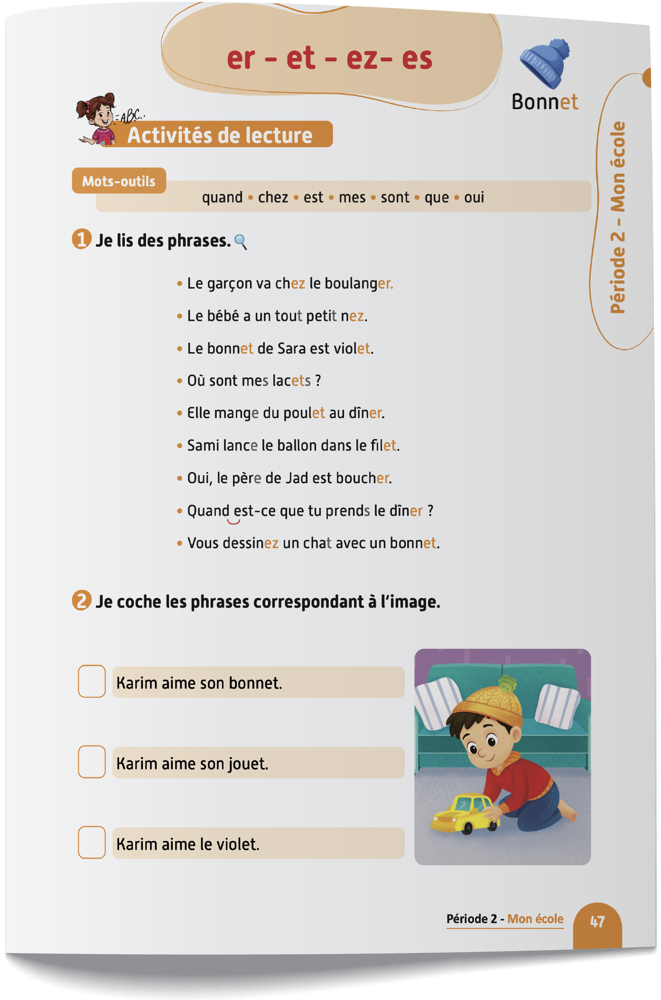 er - et - ez- es
Bonnet
ABC..
Activités de lecture
Mots-outils
quand • chez • est • mes • sont • que • oui
1 Je lis des phrases.
• Le garçon va chez le boulanger.
• Le bébé a un tout petit nez.
• Le bonnet de Sara est violet.
• Où sont mes lacets ?
• Elle mange du poulet au dîner.
• Sami lance le ballon dans le filet.
• Oui, le père de Jad est boucher.
• Quand est-ce que tu prends le dîner ?
• Vous dessinez un chat avec un bonnet.
2 Je coche les phrases correspondant à l'image.
Karim aime son bonnet.
Karim aime son jouet.
Karim aime le violet.
Période 2 - Mon école
47
Période 2 - Mon école